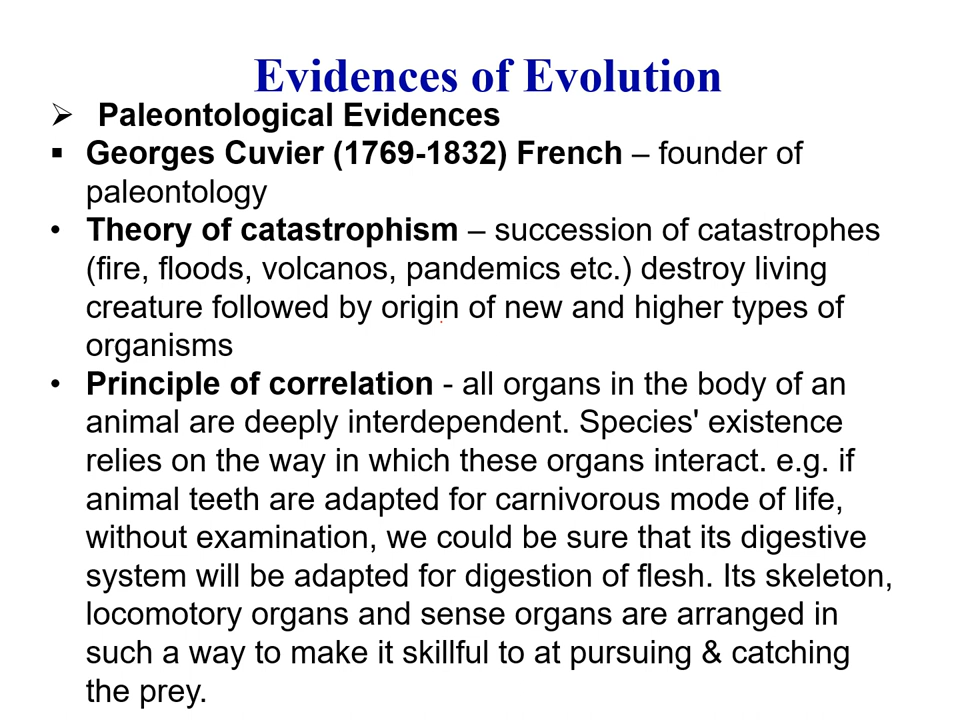 Evidences of Evolution
➢ Paleontological Evidences
▪ Georges Cuvier (1769-1832) French – founder of
paleontology
• Theory of catastrophism – succession of catastrophes
(fire, floods, volcanos, pandemics etc.) destroy living
creature followed by origin of new and higher types of
organisms
• Principle of correlation - all organs in the body of an
animal are deeply interdependent. Species' existence
relies on the way in which these organs interact. e.g. if
animal teeth are adapted for carnivorous mode of life,
without examination, we could be sure that its digestive
system will be adapted for digestion of flesh. Its skeleton,
locomotory organs and sense organs are arranged in
such a way to make it skillful to at pursuing & catching
the prey.